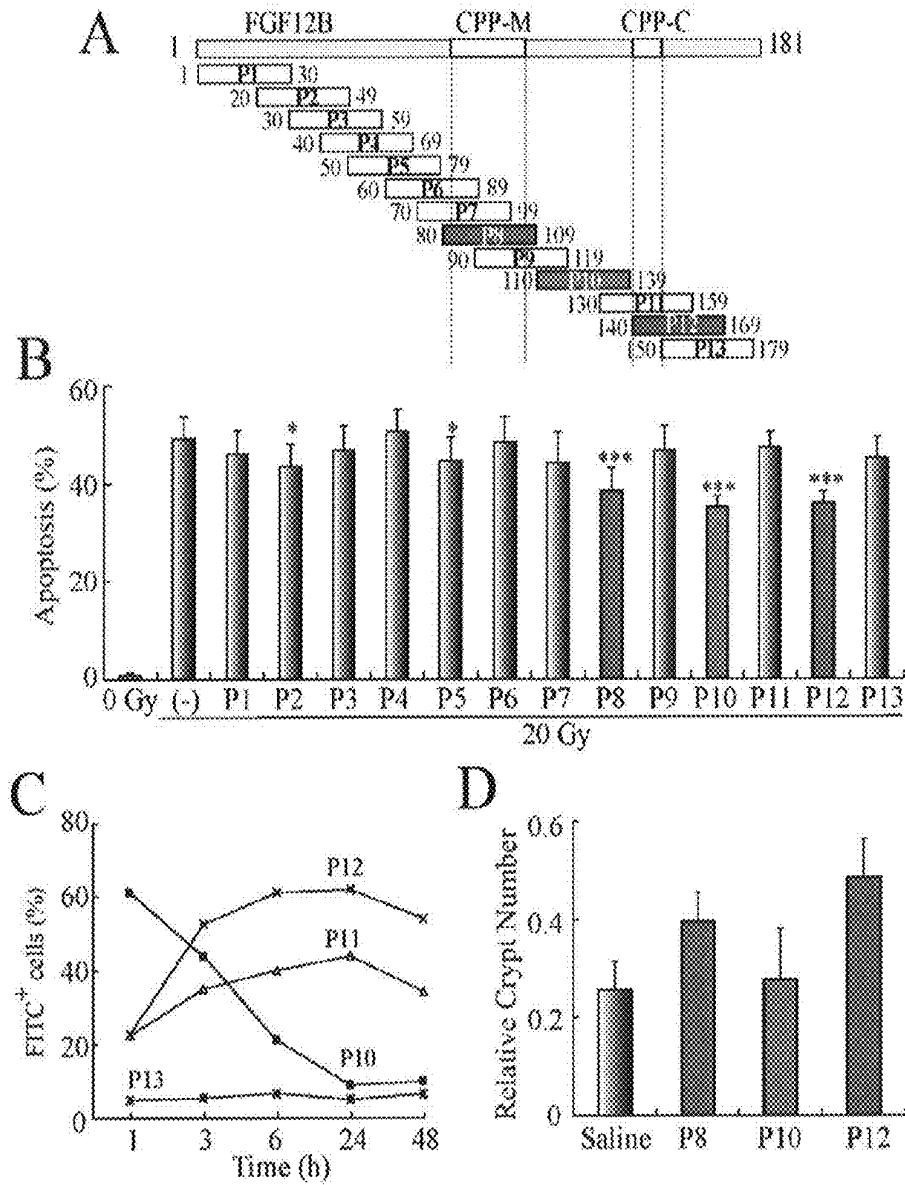 A
FGF12B CPP-M CPP-C
1 181
1 P1 30
20 P2 49
30 P3 59
40 P4 69
50 P5 79
60 P6 89
70 P7 99
80 P8 109
90 P9 119
110 P10 139
130 P11 159
140 P12 169
150 P13 179
B
Apoptosis (%)
60
40
20
0
* * *** *** ***
0 Gy (-) P1 P2 P3 P4 P5 P6 P7 P8 P9 P10 P11 P12 P13
20 Gy
C
FITC+ cells (%)
80
60
40
20
0
P12
P11
P10
P13
1 3 6 24 48
Time (h)
D
Relative Crypt Number
0.6
0.4
0.2
0
Saline P8 P10 P12